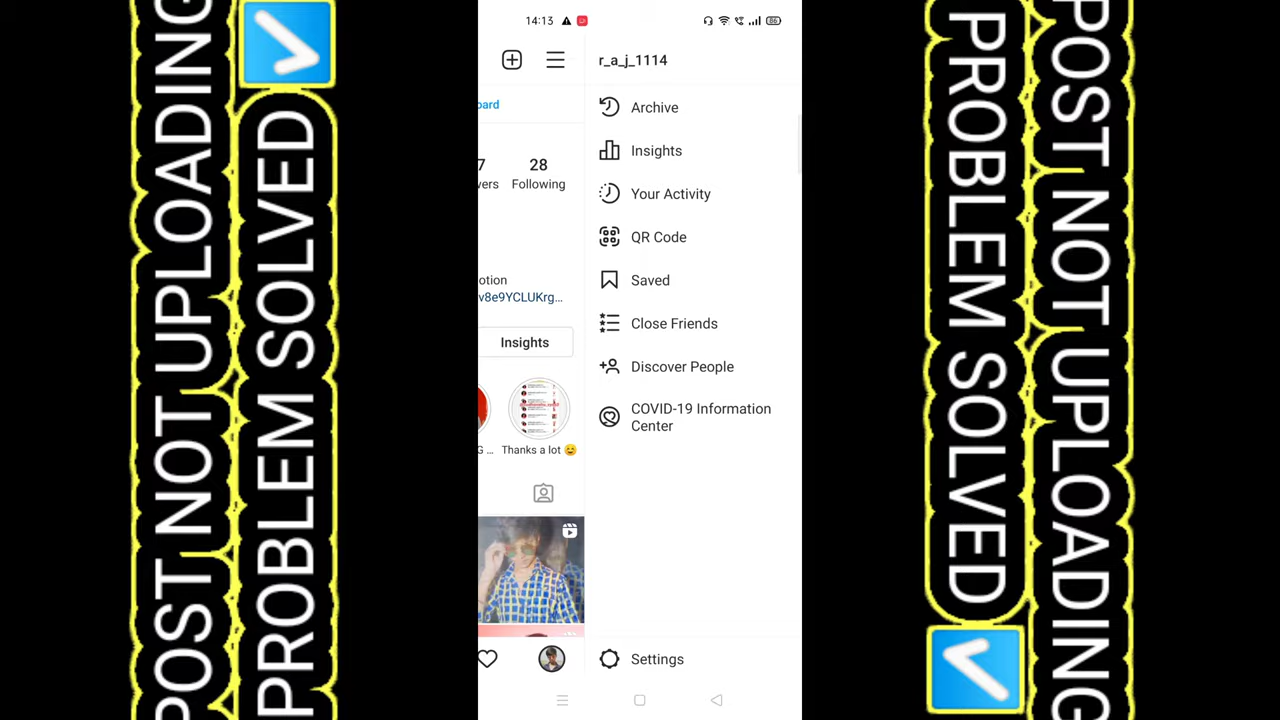 POST NOT UPLOADING
PROBLEM SOLVED
14:13
86
r_a_j_1114
oard
7
28
vers
Following
otion
v8e9YCLUKrg...
Insights
G ...
Thanks a lot 😉
Archive
Insights
Your Activity
QR Code
Saved
Close Friends
Discover People
COVID-19 Information
Center
Settings
POST NOT UPLOADING
PROBLEM SOLVED